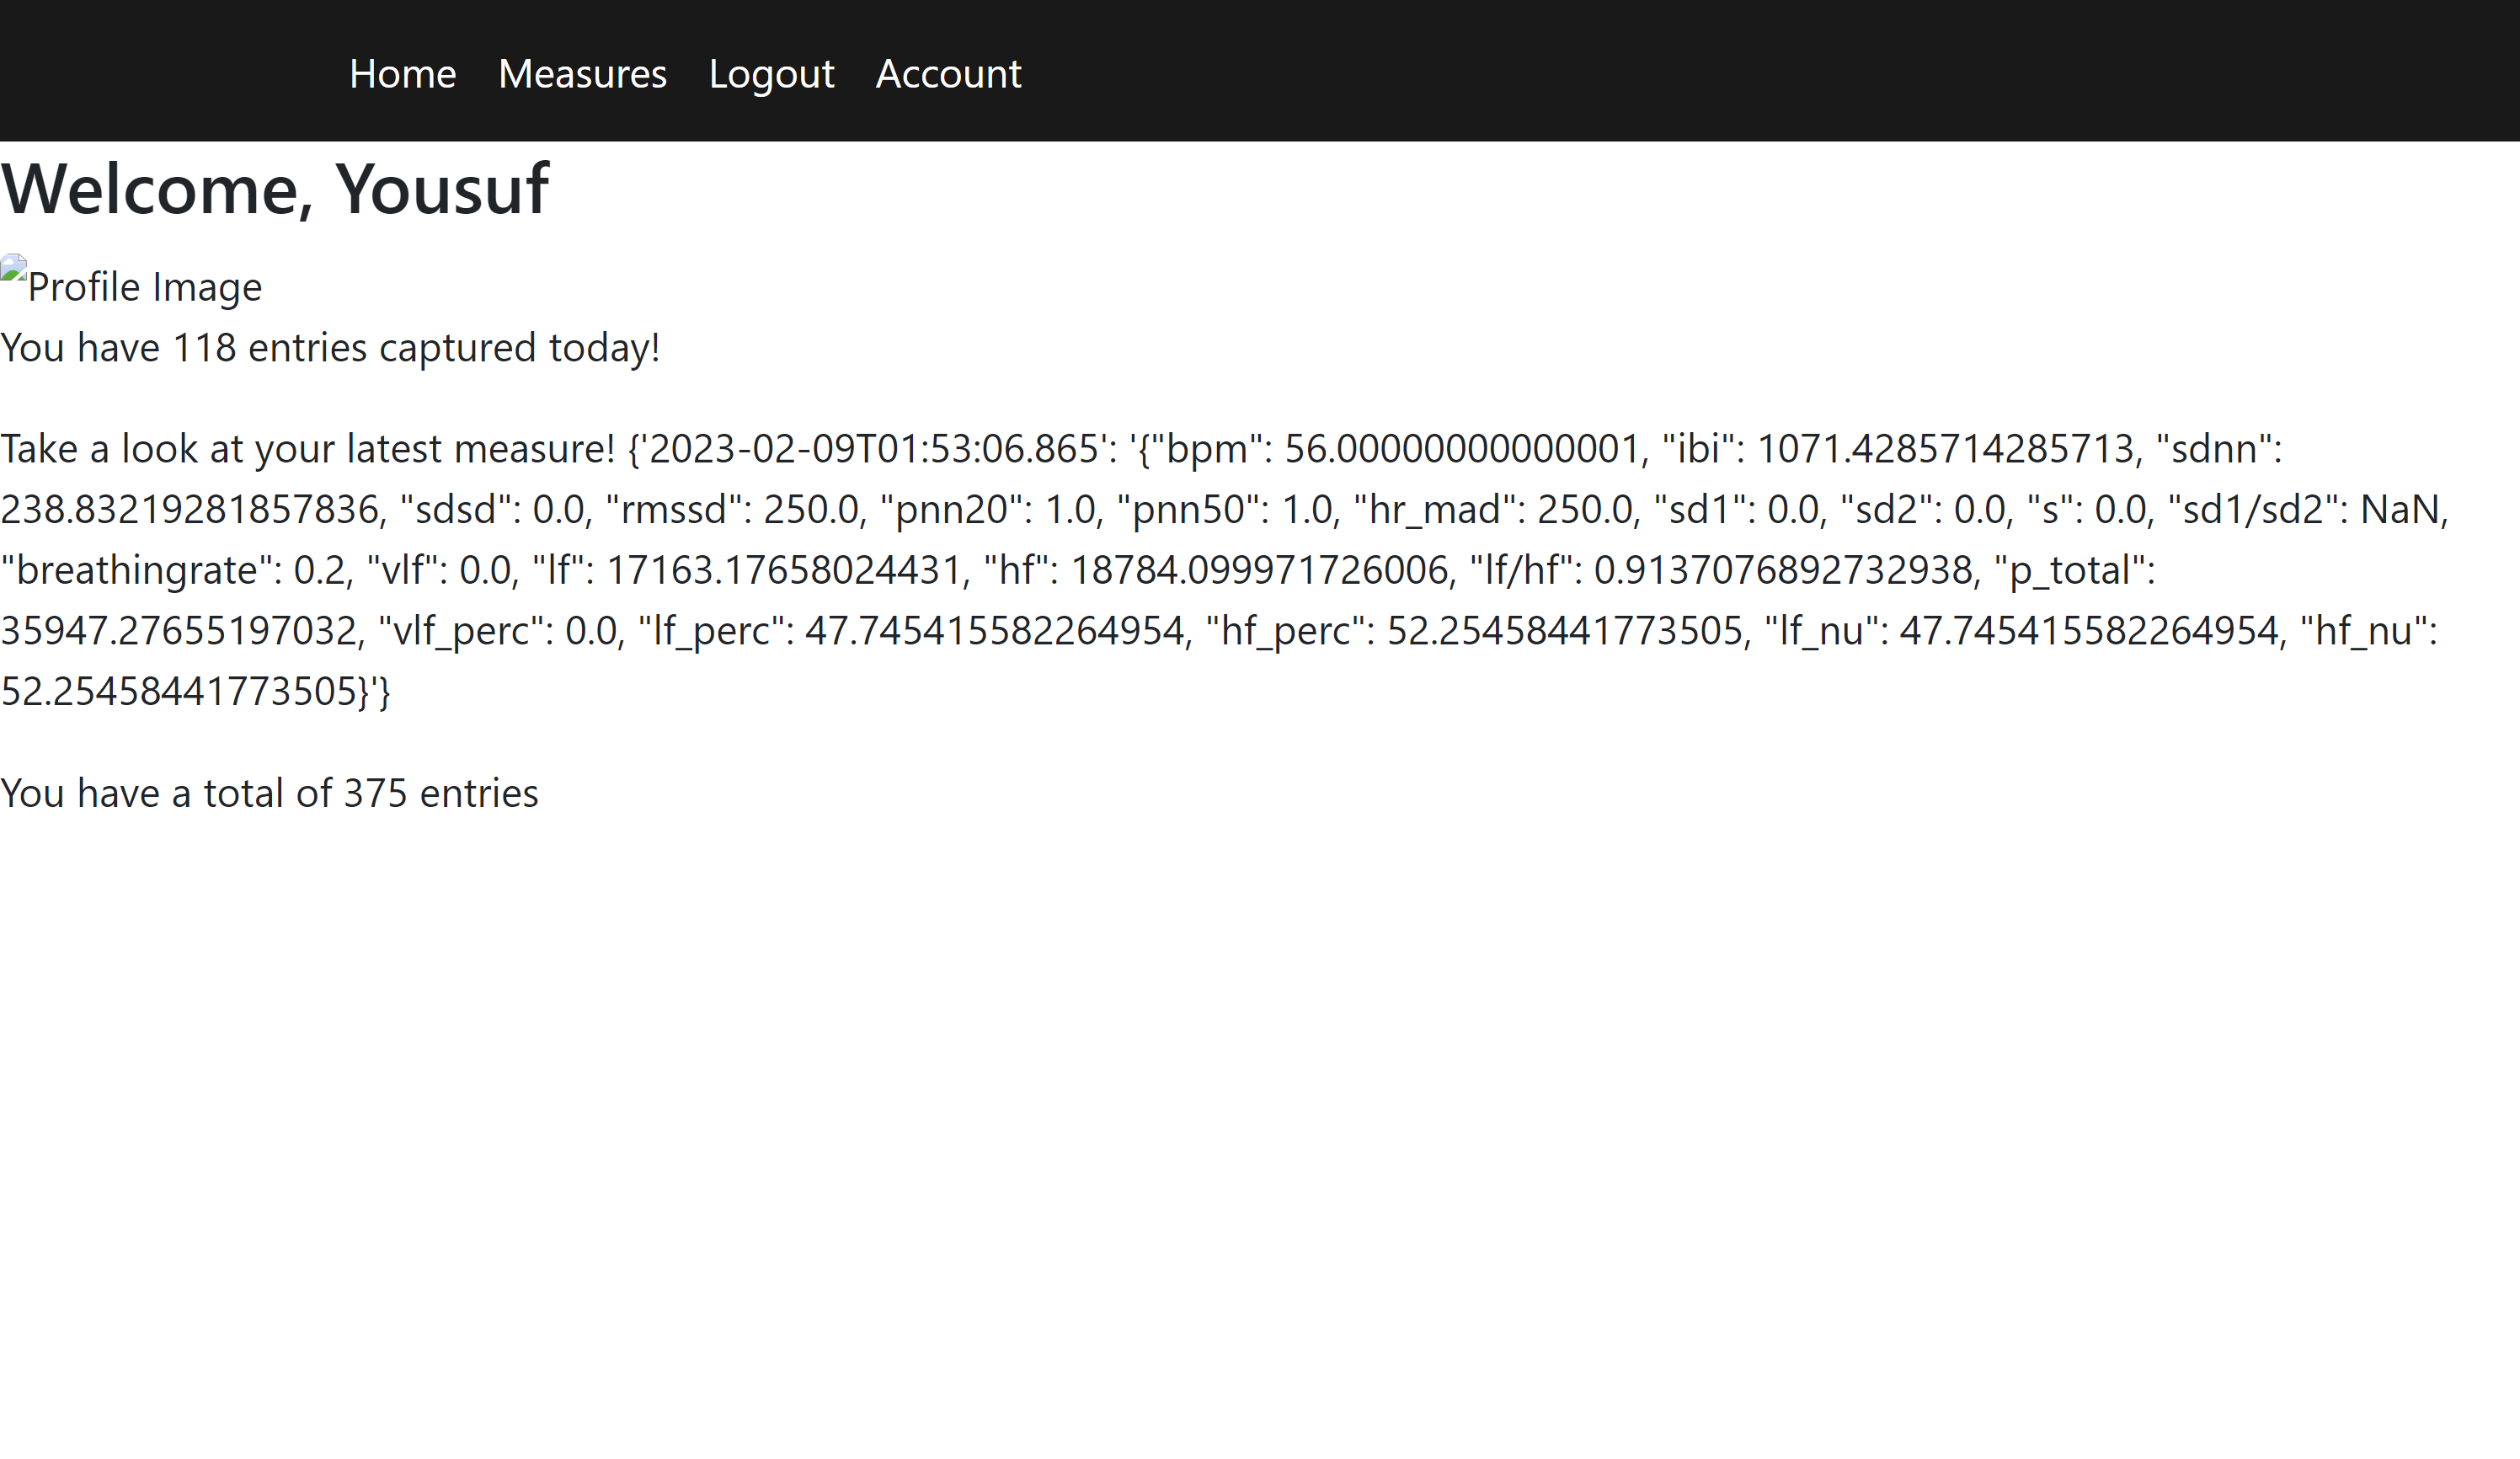 Home Measures Logout Account
Welcome, Yousuf
Profile Image
You have 118 entries captured today!
Take a look at your latest measure! {'2023-02-09T01:53:06.865': '{"bpm": 56.00000000000001, "ibi": 1071.4285714285713, "sdnn":
238.83219281857836, "sdsd": 0.0, "rmssd": 250.0, "pnn20": 1.0, "pnn50": 1.0, "hr_mad": 250.0, "sd1": 0.0, "sd2": 0.0, "s": 0.0, "sd1/sd2": NaN,
"breathingrate": 0.2, "vlf": 0.0, "lf": 17163.17658024431, "hf": 18784.099971726006, "lf/hf": 0.9137076892732938, "p_total":
35947.27655197032, "vlf_perc": 0.0, "lf_perc": 47.745415582264954, "hf_perc": 52.25458441773505, "lf_nu": 47.745415582264954, "hf_nu":
52.25458441773505}'}
You have a total of 375 entries